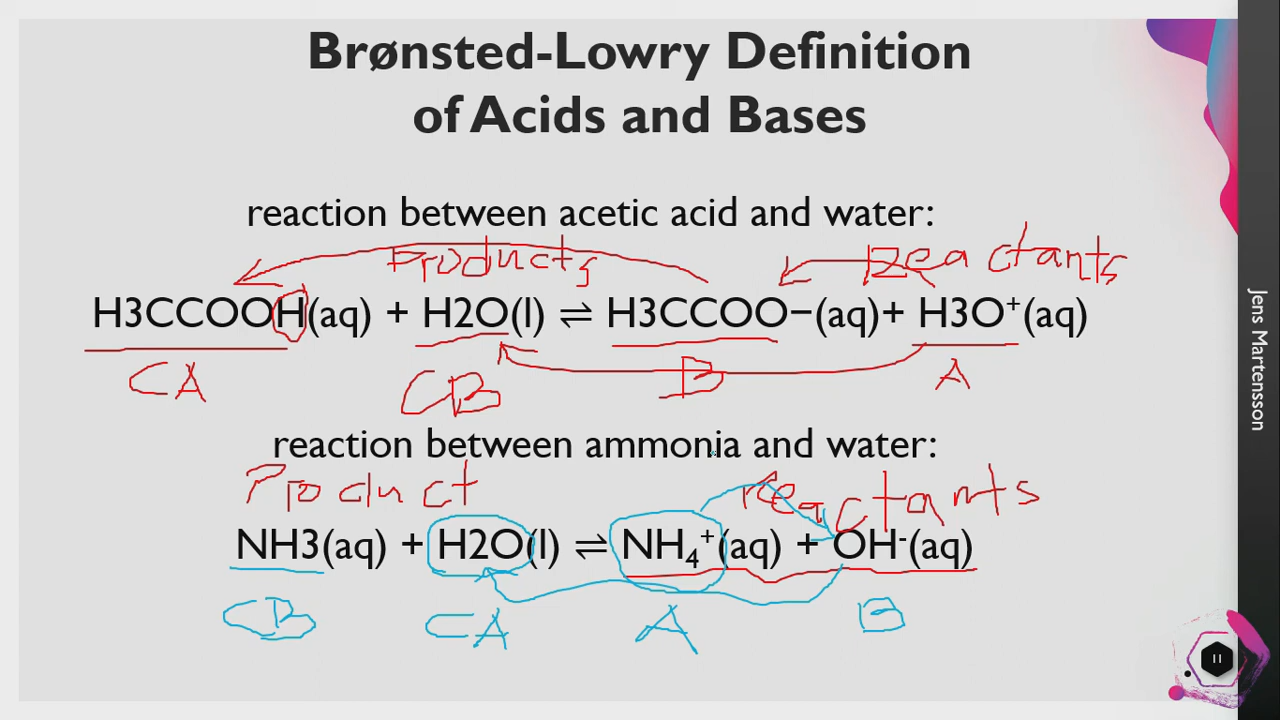 Brønsted-Lowry Definition
of Acids and Bases
reaction between acetic acid and water:
Products Reactants
H3CCOOH(aq) + H2O(l) ⇌ H3CCOO−(aq)+ H3O⁺(aq)
CA CB B A
reaction between ammonia and water:
Product reactants
NH3(aq) + H2O(l) ⇌ NH₄⁺(aq) + OH⁻(aq)
CB CA A B
Jens Martensson
11